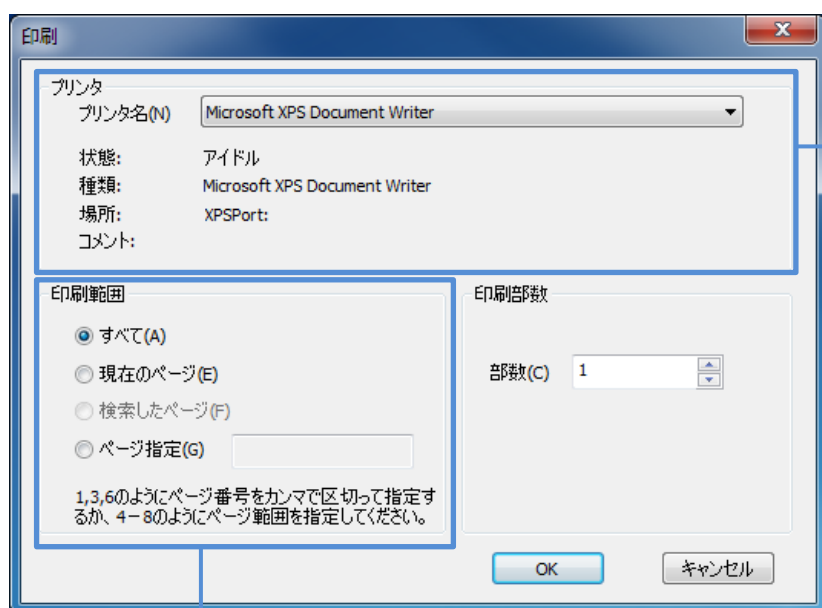 印刷
プリンタ
プリンタ名(N) Microsoft XPS Document Writer
状態: アイドル
種類: Microsoft XPS Document Writer
場所: XPSPort:
コメント:
印刷範囲
すべて(A)
現在のページ(E)
検索したページ(F)
ページ指定(G)
1,3,6のようにページ番号をカンマで区切って指定す
るか、4－8のようにページ範囲を指定してください。
印刷部数
部数(C) 1
OK キャンセル